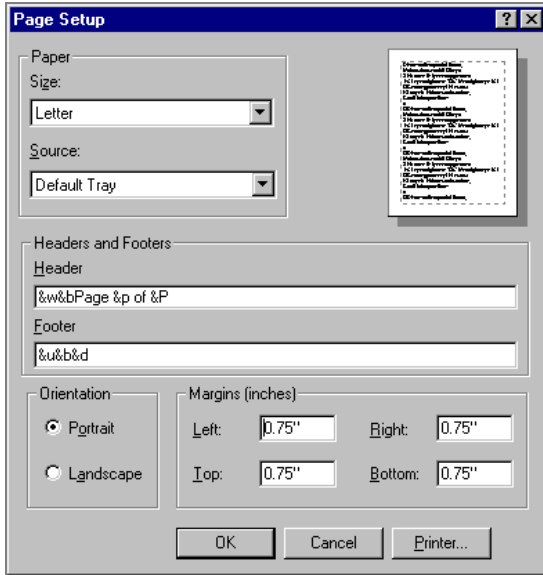 Page Setup
Paper
Size:
Letter
Source:
Default Tray
Headers and Footers
Header
&w&bPage &p of &P
Footer
&u&b&d
Orientation
Portrait
Landscape
Margins (inches)
Left: 0.75" Right: 0.75"
Top: 0.75" Bottom: 0.75"
OK Cancel Printer...